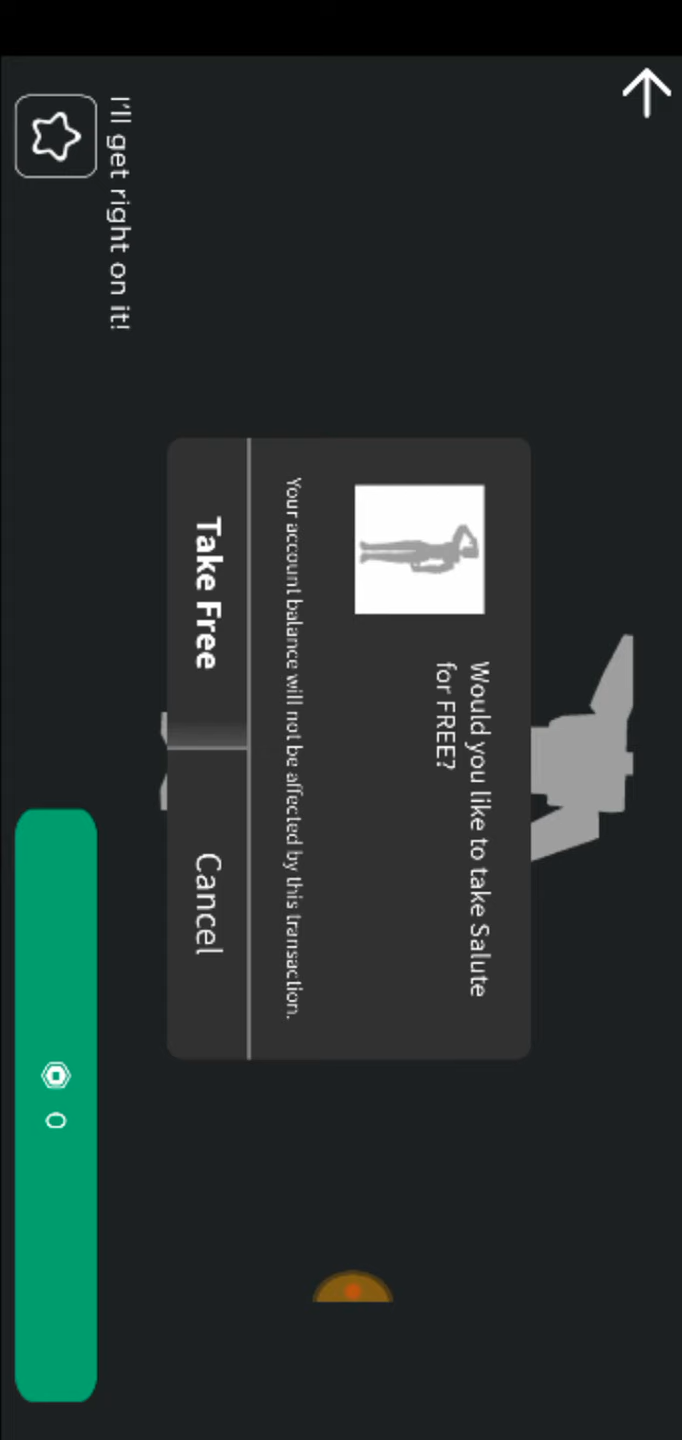 Would you like to take Salute
for FREE?
Your account balance will not be affected by this transaction.
Take Free
Cancel
I'll get right on it!
0